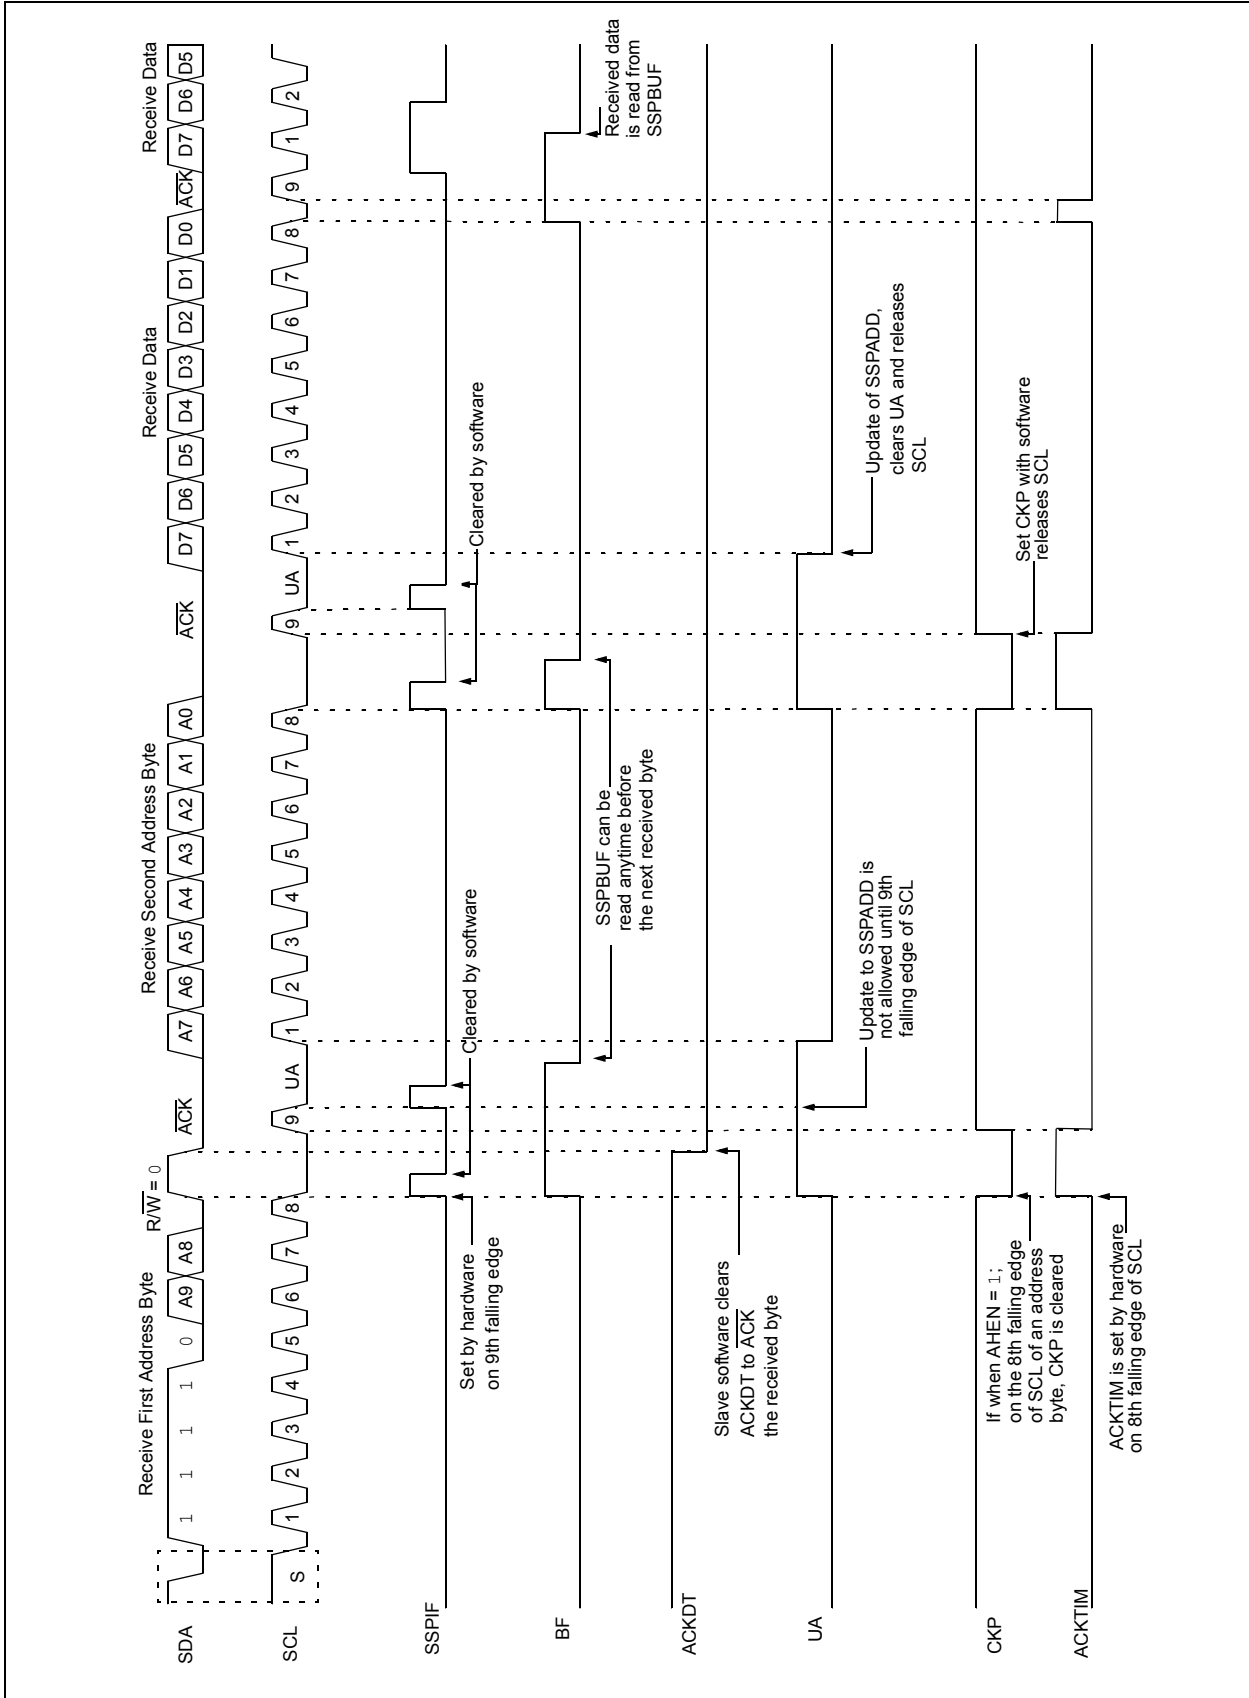 Receive First Address Byte
R/W = 0
ACK
Receive Second Address Byte
ACK
Receive Data
ACK
Receive Data
SDA
1 1 1 1 0 A9 A8
A7 A6 A5 A4 A3 A2 A1 A0
D7 D6 D5 D4 D3 D2 D1 D0
D7 D6 D5
SCL
S
1 2 3 4 5 6 7 8 9 UA
1 2 3 4 5 6 7 8 9 UA
1 2 3 4 5 6 7 8 9
1 2
SSPIF
Set by hardware
on 9th falling edge
Cleared by software
Cleared by software
BF
SSPBUF can be
read anytime before
the next received byte
Received data
is read from
SSPBUF
ACKDT
Slave software clears
ACKDT to ACK
the received byte
UA
Update to SSPADD is
not allowed until 9th
falling edge of SCL
Update of SSPADD,
clears UA and releases
SCL
CKP
If when AHEN = 1;
on the 8th falling edge
of SCL of an address
byte, CKP is cleared
Set CKP with software
releases SCL
ACKTIM
ACKTIM is set by hardware
on 8th falling edge of SCL